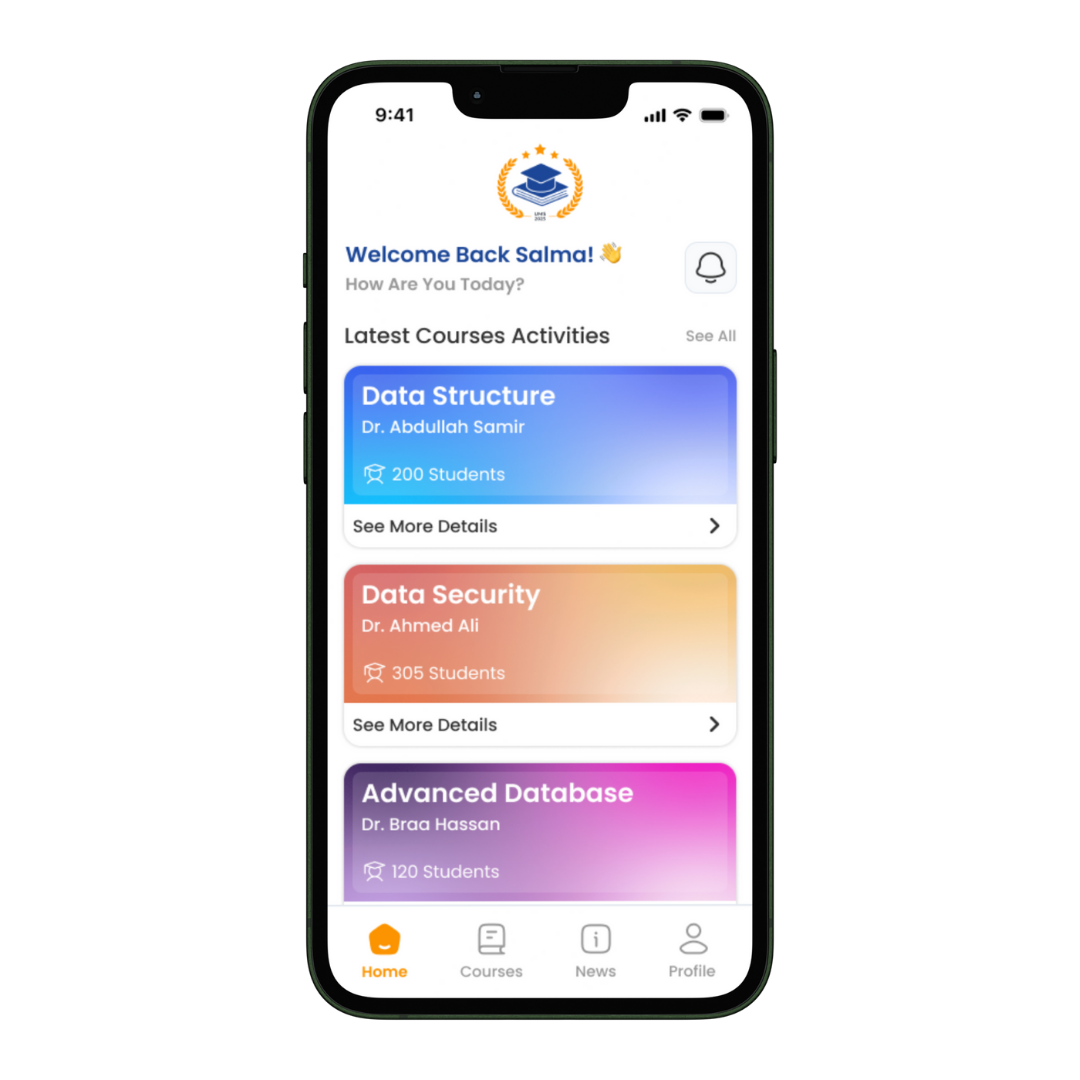 9:41
UMS
2025
Welcome Back Salma! 👋
How Are You Today?
Latest Courses Activities
See All
Data Structure
Dr. Abdullah Samir
200 Students
See More Details
Data Security
Dr. Ahmed Ali
305 Students
See More Details
Advanced Database
Dr. Braa Hassan
120 Students
Home
Courses
News
Profile